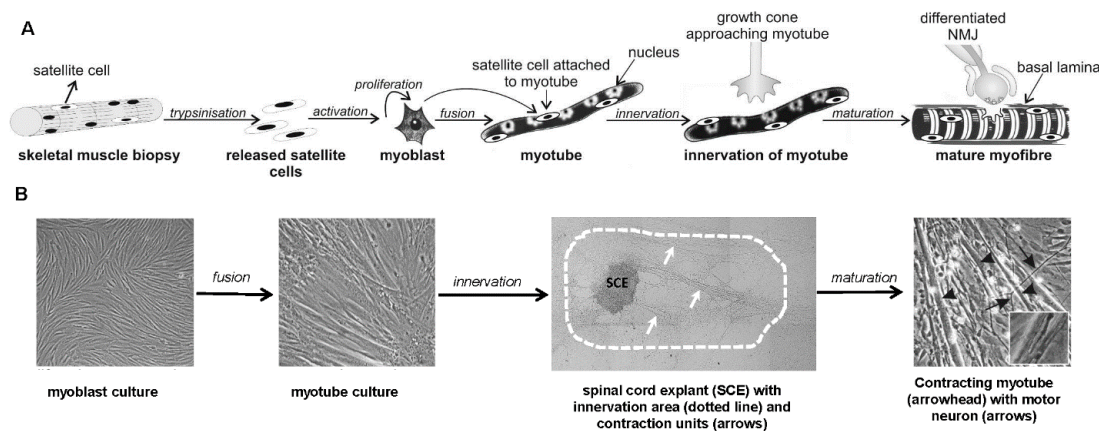 A
satellite cell
skeletal muscle biopsy
trypsinisation
released satellite
cells
activation
proliferation
myoblast
fusion
satellite cell attached
to myotube
nucleus
myotube
innervation
growth cone
approaching myotube
innervation of myotube
maturation
differentiated
NMJ
basal lamina
mature myofibre
B
myoblast culture
fusion
myotube culture
innervation
SCE
spinal cord explant (SCE) with
innervation area (dotted line) and
contraction units (arrows)
maturation
Contracting myotube
(arrowhead) with motor
neuron (arrows)